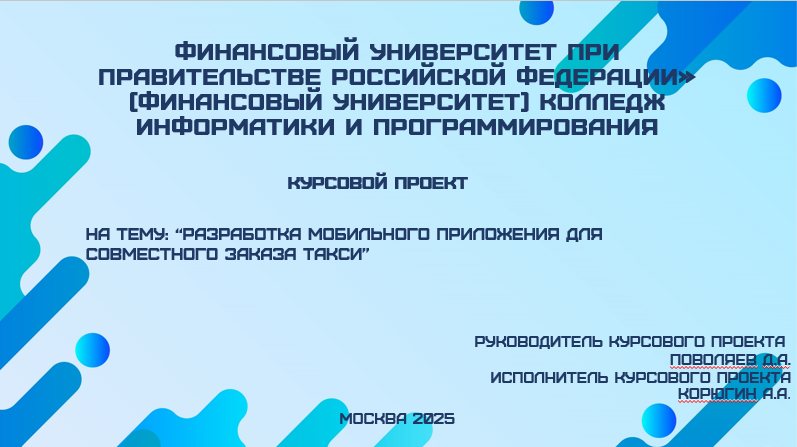 ФИНАНСОВЫЙ УНИВЕРСИТЕТ ПРИ
ПРАВИТЕЛЬСТВЕ РОССИЙСКОЙ ФЕДЕРАЦИИ»
(ФИНАНСОВЫЙ УНИВЕРСИТЕТ) КОЛЛЕДЖ
ИНФОРМАТИКИ И ПРОГРАММИРОВАНИЯ
КУРСОВОЙ ПРОЕКТ
НА ТЕМУ: “РАЗРАБОТКА МОБИЛЬНОГО ПРИЛОЖЕНИЯ ДЛЯ
СОВМЕСТНОГО ЗАКАЗА ТАКСИ”
РУКОВОДИТЕЛЬ КУРСОВОГО ПРОЕКТА
ПОВОЛЯЕВ Д.А.
ИСПОЛНИТЕЛЬ КУРСОВОГО ПРОЕКТА
КОРЮГИН А.А.
МОСКВА 2025